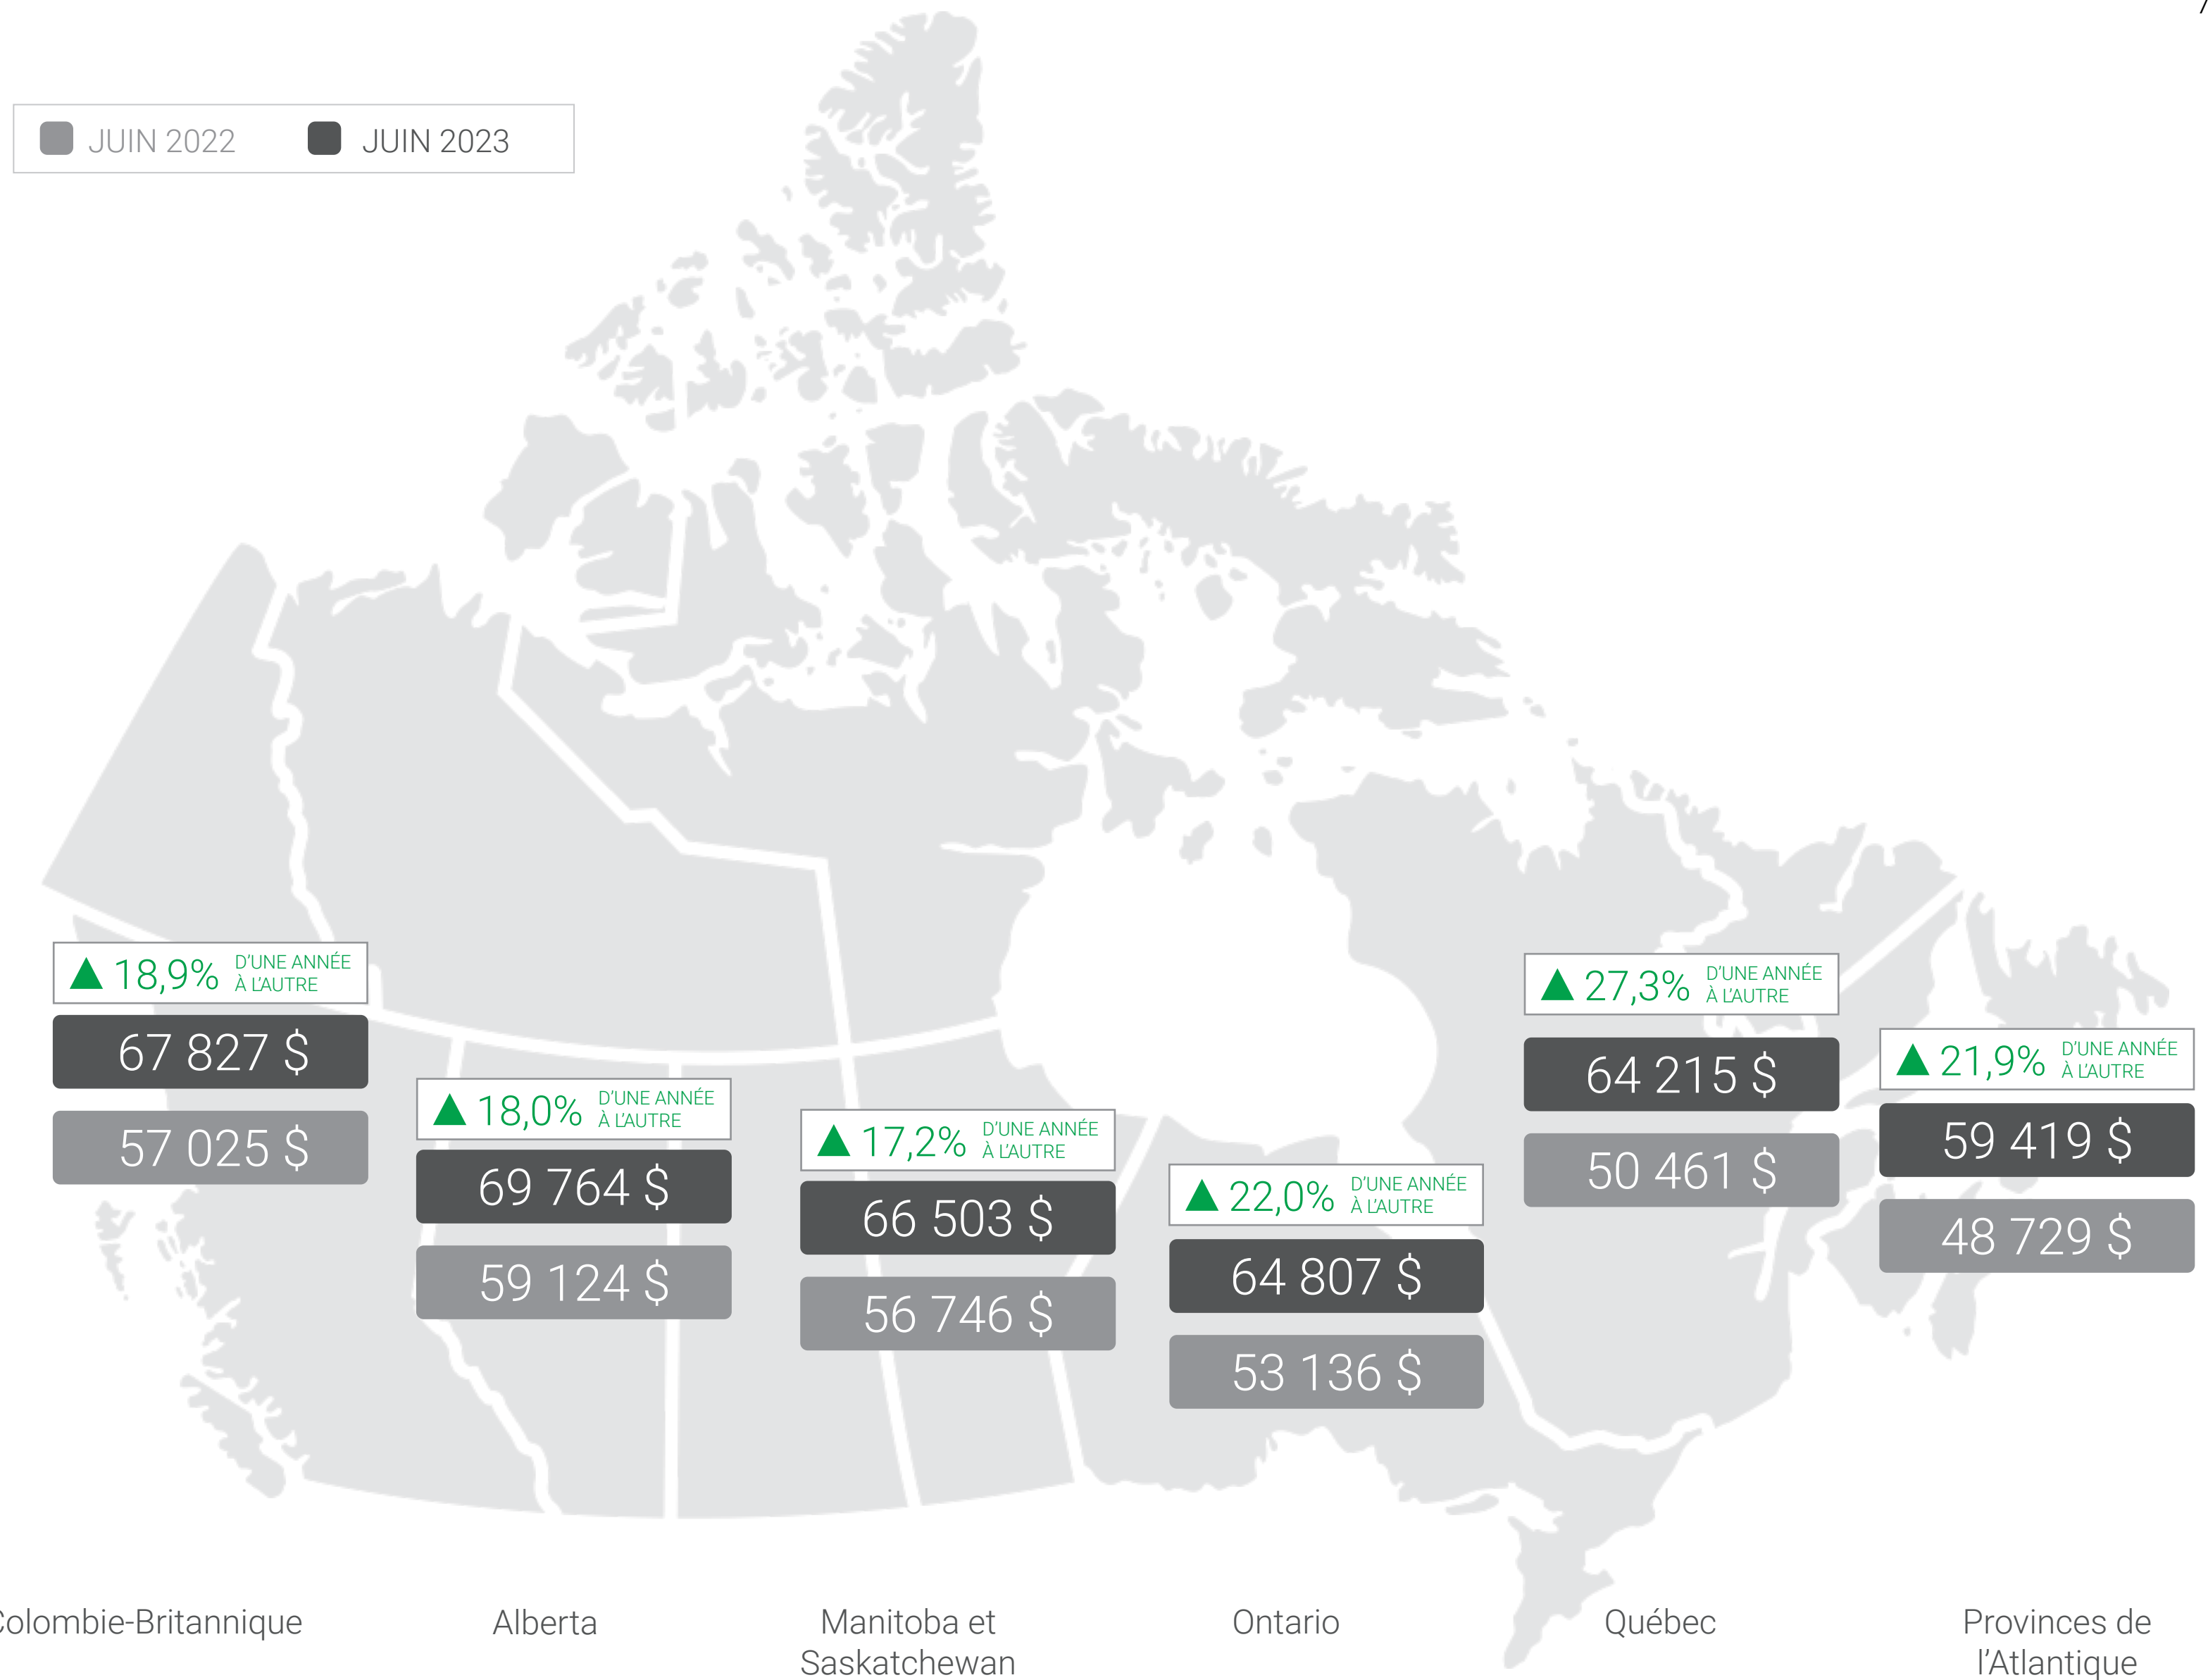 JUIN 2022
JUIN 2023
18,9%
D'UNE ANNÉE
À L'AUTRE
67 827 $
57 025 $
18,0%
D'UNE ANNÉE
À L'AUTRE
69 764 $
59 124 $
17,2%
D'UNE ANNÉE
À L'AUTRE
66 503 $
56 746 $
22,0%
D'UNE ANNÉE
À L'AUTRE
64 807 $
53 136 $
27,3%
D'UNE ANNÉE
À L'AUTRE
64 215 $
50 461 $
21,9%
D'UNE ANNÉE
À L'AUTRE
59 419 $
48 729 $
Colombie-Britannique
Alberta
Manitoba et
Saskatchewan
Ontario
Québec
Provinces de
l'Atlantique